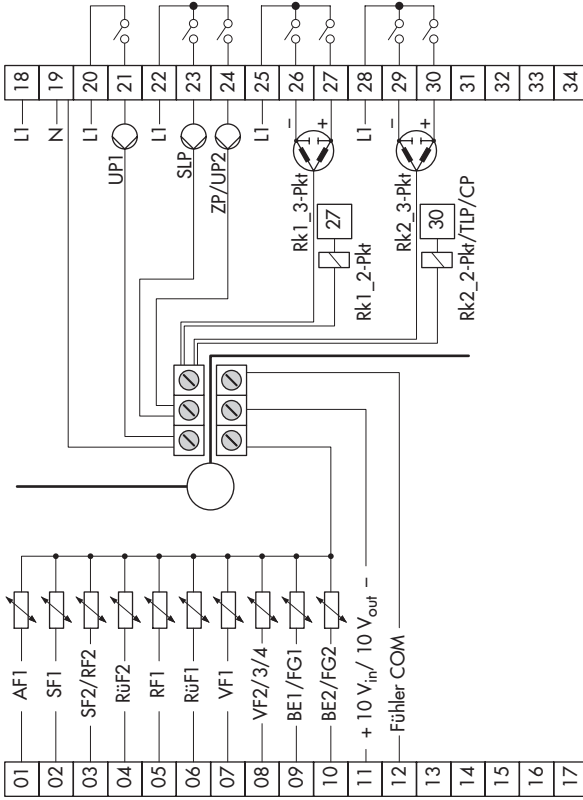 18
19
20
21
22
23
24
25
26
27
28
29
30
31
32
33
34
L1
N
L1
UP1
L1
SLP
ZP/UP2
L1
–
+
L1
–
+
Rk1_3-Pkt
27
Rk1_2-Pkt
Rk2_3-Pkt
30
Rk2_2-Pkt/TLP/CP
AF1
SF1
SF2/RF2
RüF2
RF1
RüF1
VF1
VF2/3/4
BE1/FG1
BE2/FG2
+ 10 Vin/ 10 Vout –
Fühler COM
01
02
03
04
05
06
07
08
09
10
11
12
13
14
15
16
17